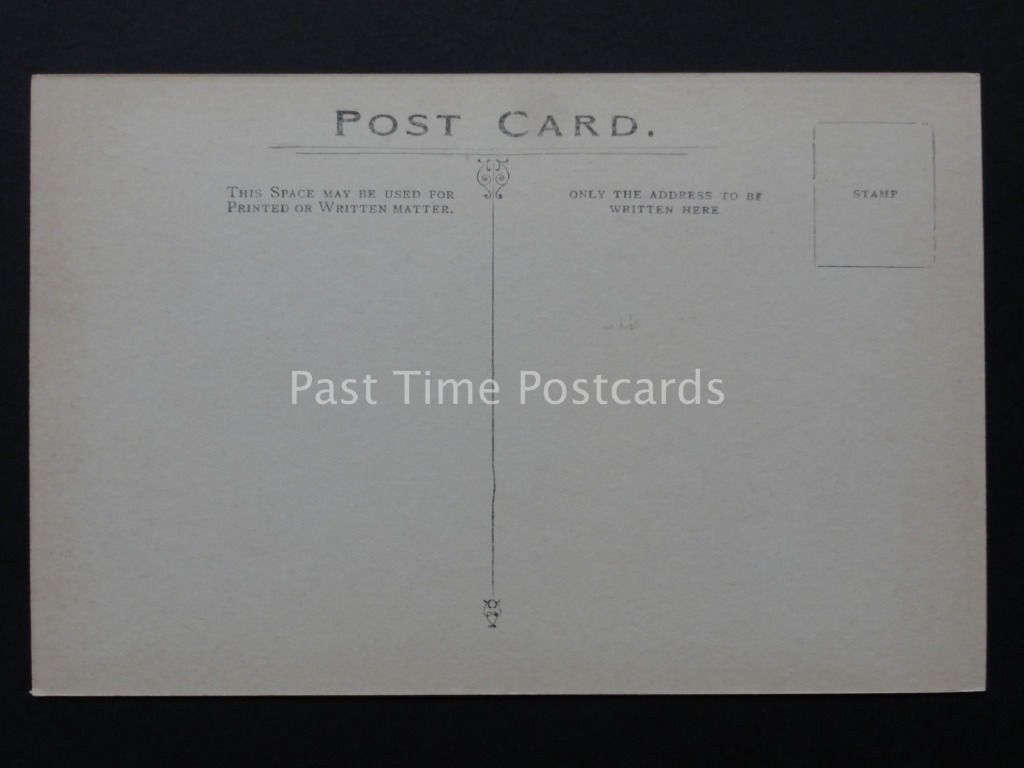 POST CARD.
THIS SPACE MAY BE USED FOR
PRINTED OR WRITTEN MATTER.
ONLY THE ADDRESS TO BE
WRITTEN HERE
STAMP
Past Time Postcards